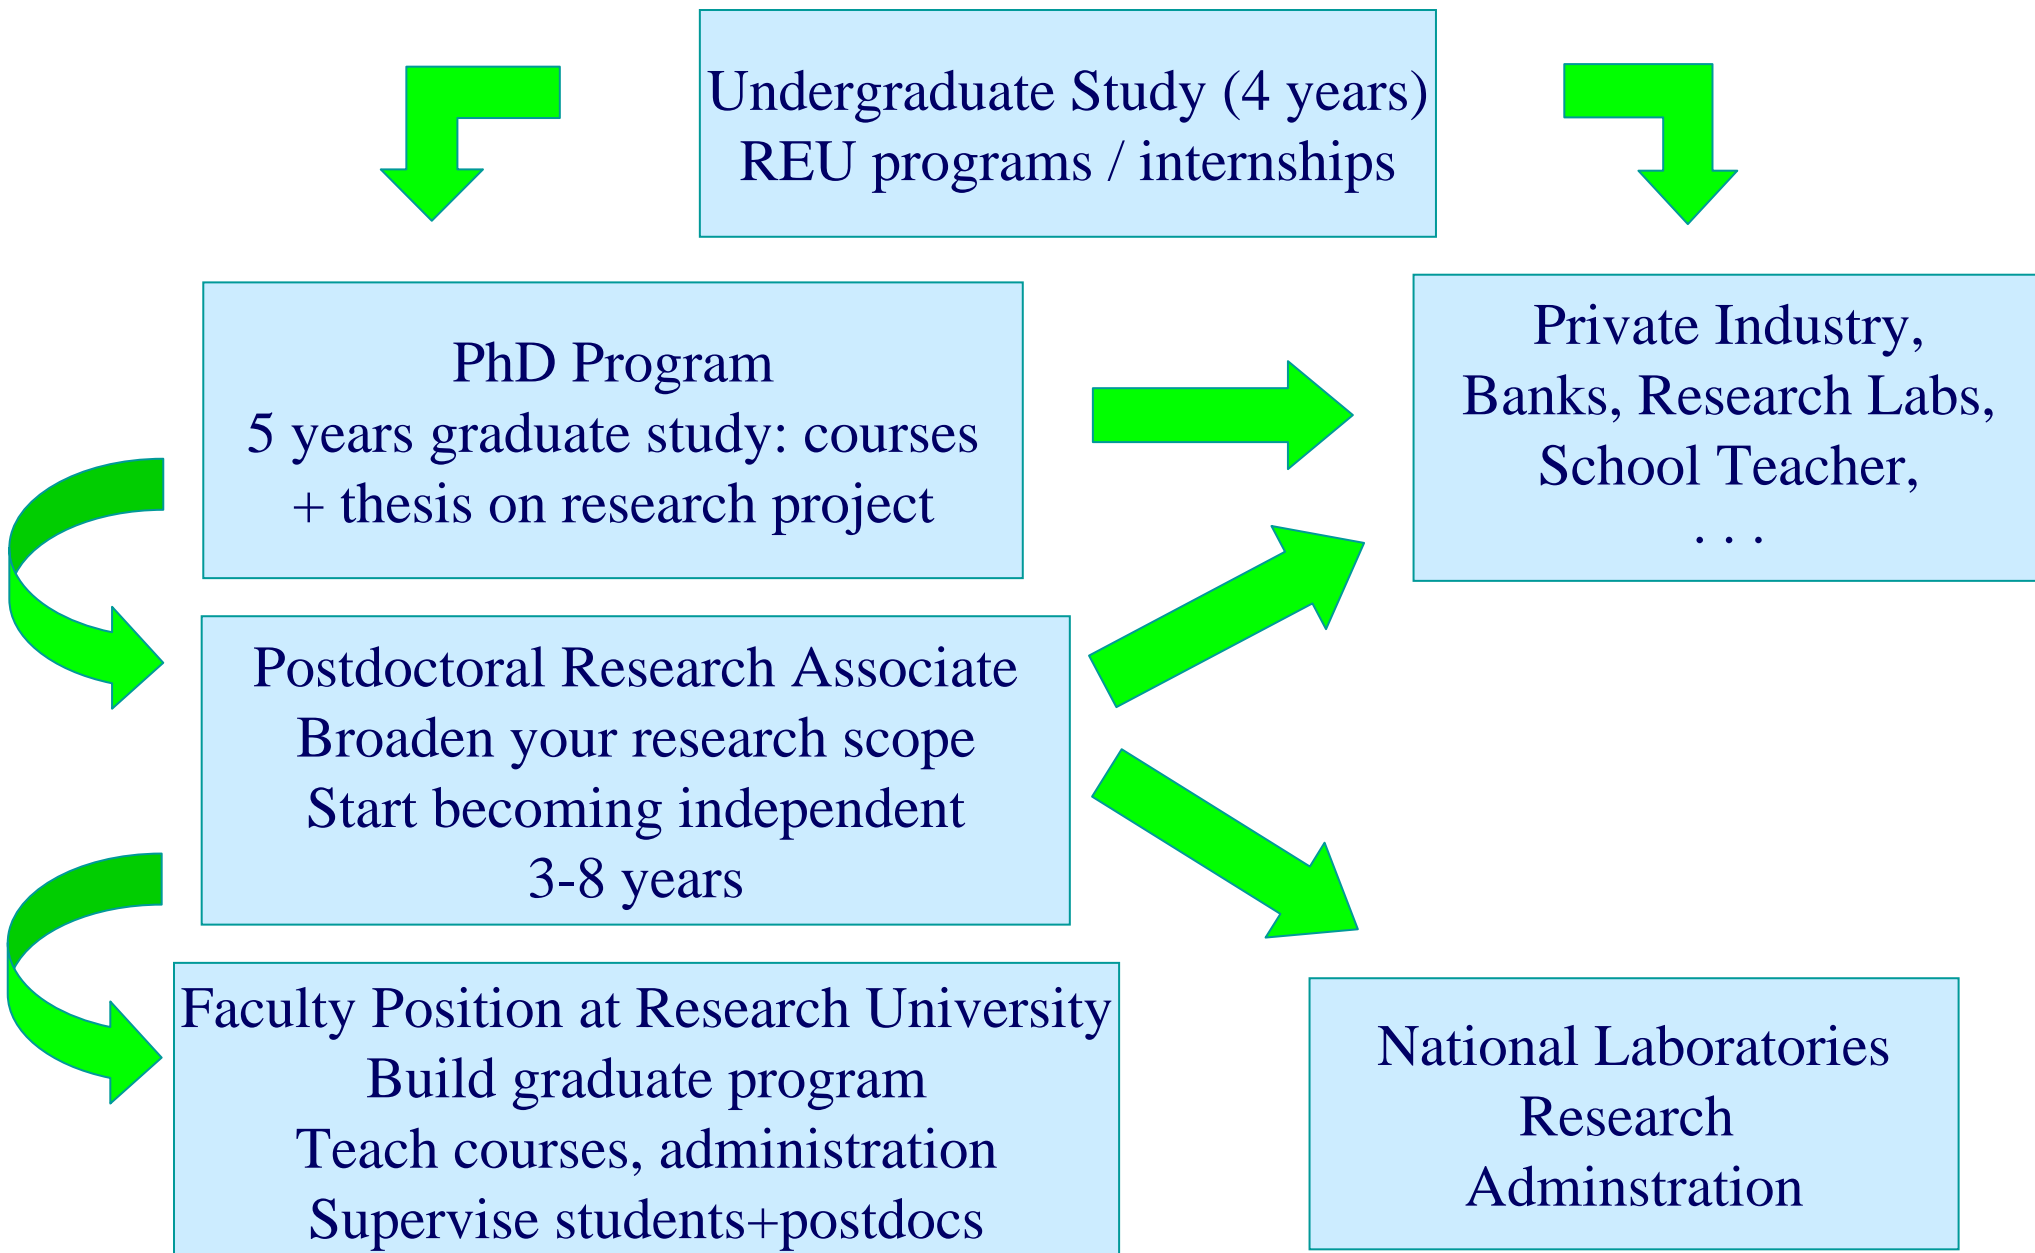 Undergraduate Study (4 years)
REU programs / internships
PhD Program
5 years graduate study: courses
+ thesis on research project
Private Industry,
Banks, Research Labs,
School Teacher,
. . .
Postdoctoral Research Associate
Broaden your research scope
Start becoming independent
3-8 years
Faculty Position at Research University
Build graduate program
Teach courses, administration
Supervise students+postdocs
National Laboratories
Research
Adminstration